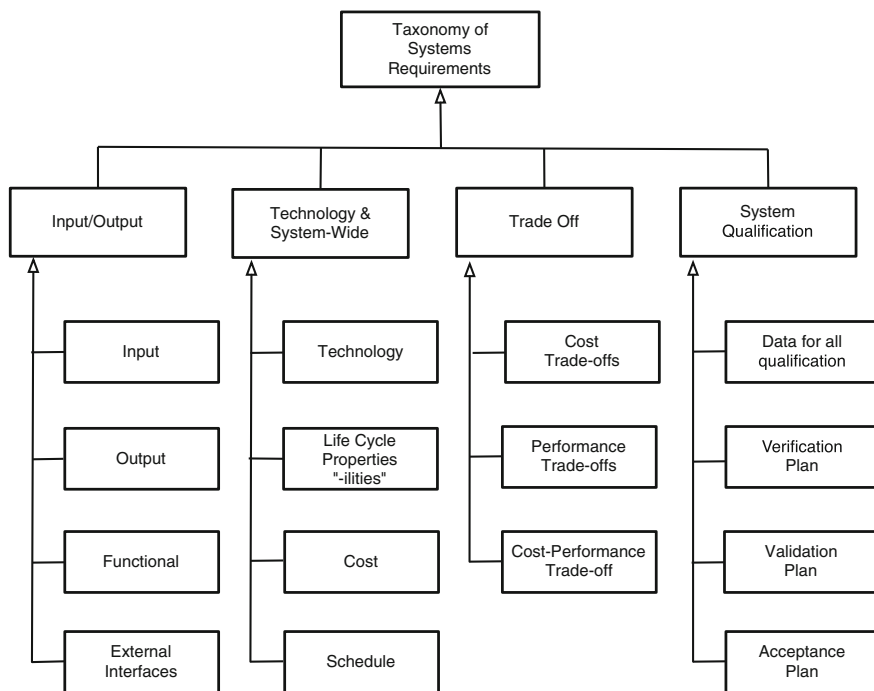 Taxonomy of
Systems
Requirements
Input/Output
Technology &
System-Wide
Trade Off
System
Qualification
Input
Technology
Cost
Trade-offs
Data for all
qualification
Output
Life Cycle
Properties
"-ilities"
Performance
Trade-offs
Verification
Plan
Functional
Cost
Cost-Performance
Trade-off
Validation
Plan
External
Interfaces
Schedule
Acceptance
Plan